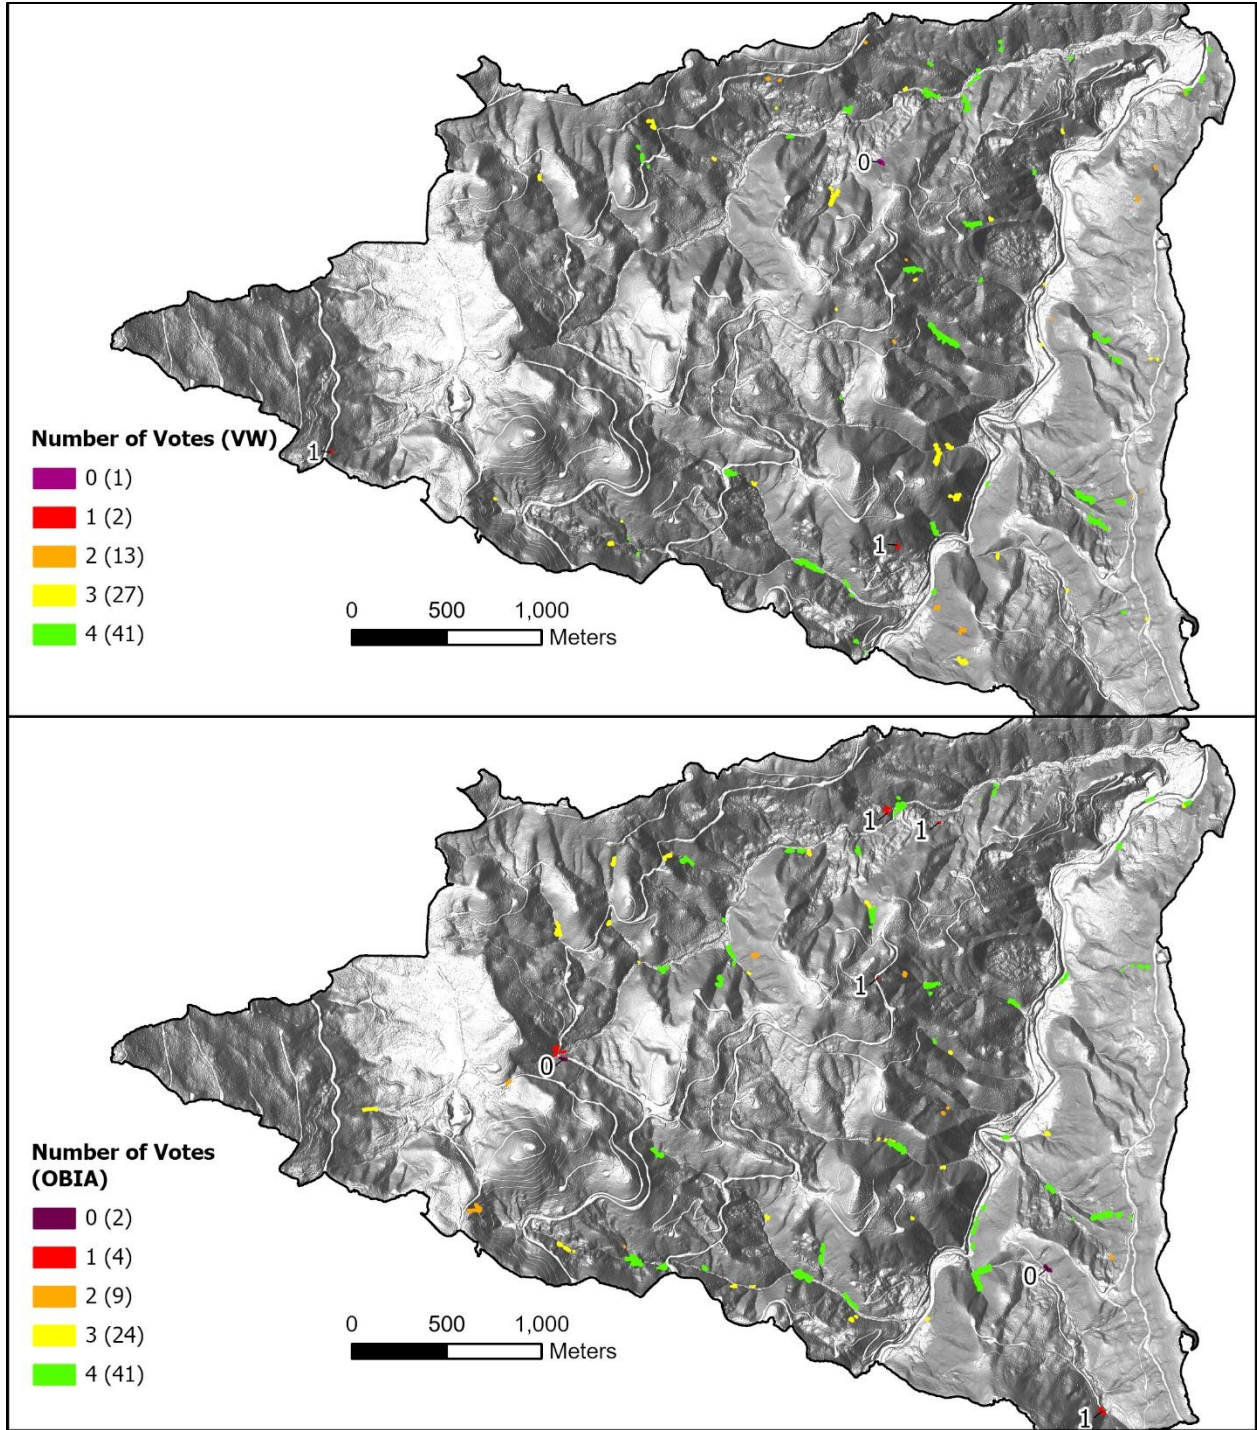 0
1
Number of Votes (VW)
0 (1)
1 (2)
2 (13)
3 (27)
4 (41)
1
0 500 1,000
Meters
1
1
0
0
Number of Votes
(OBIA)
0 (2)
1 (4)
2 (9)
3 (24)
4 (41)
0
0 500 1,000
Meters
1